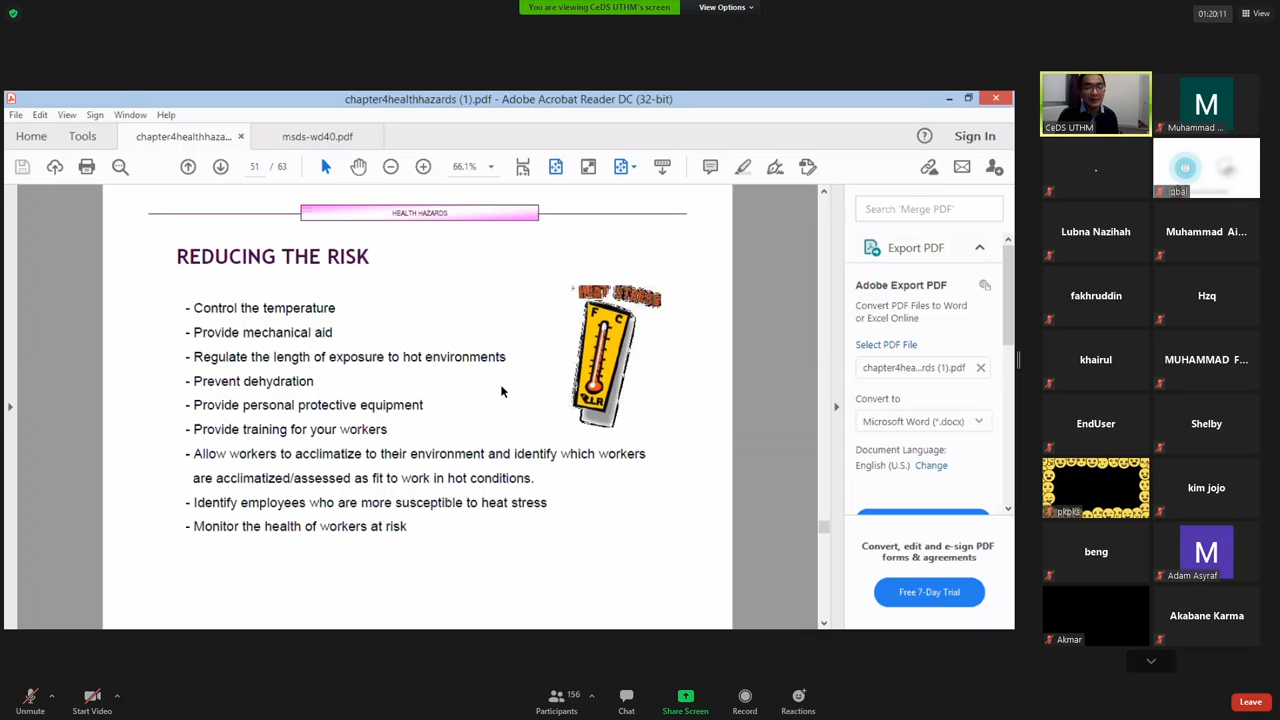 You are viewing CeDS UTHM's screen
View Options
01:20:11
View
chapter4healthhazards (1).pdf - Adobe Acrobat Reader DC (32-bit)
File Edit View Sign Window Help
Home Tools chapter4healthhaza... msds-wd40.pdf Sign In
51 / 63 66.1%
HEALTH HAZARDS
REDUCING THE RISK
- Control the temperature
- Provide mechanical aid
- Regulate the length of exposure to hot environments
- Prevent dehydration
- Provide personal protective equipment
- Provide training for your workers
- Allow workers to acclimatize to their environment and identify which workers
are acclimatized/assessed as fit to work in hot conditions.
- Identify employees who are more susceptible to heat stress
- Monitor the health of workers at risk
HEAT STRESS
F C
Search 'Merge PDF'
Export PDF
Adobe Export PDF
Convert PDF Files to Word
or Excel Online
Select PDF File
chapter4hea...rds (1).pdf
Convert to
Microsoft Word (*.docx)
Document Language:
English (U.S.) Change
Convert, edit and e-sign PDF
forms & agreements
Free 7-Day Trial
CeDS UTHM
M
Muhammad ...
.
iqbal
Lubna Nazihah
Muhammad Ai...
fakhruddin
Hzq
khairul
MUHAMMAD F...
EndUser
Shelby
pkpks
kim jojo
beng
M
Adam Asyraf
Akmar
Akabane Karma
Unmute
Start Video
156
Participants
Chat
Share Screen
Record
Reactions
Leave